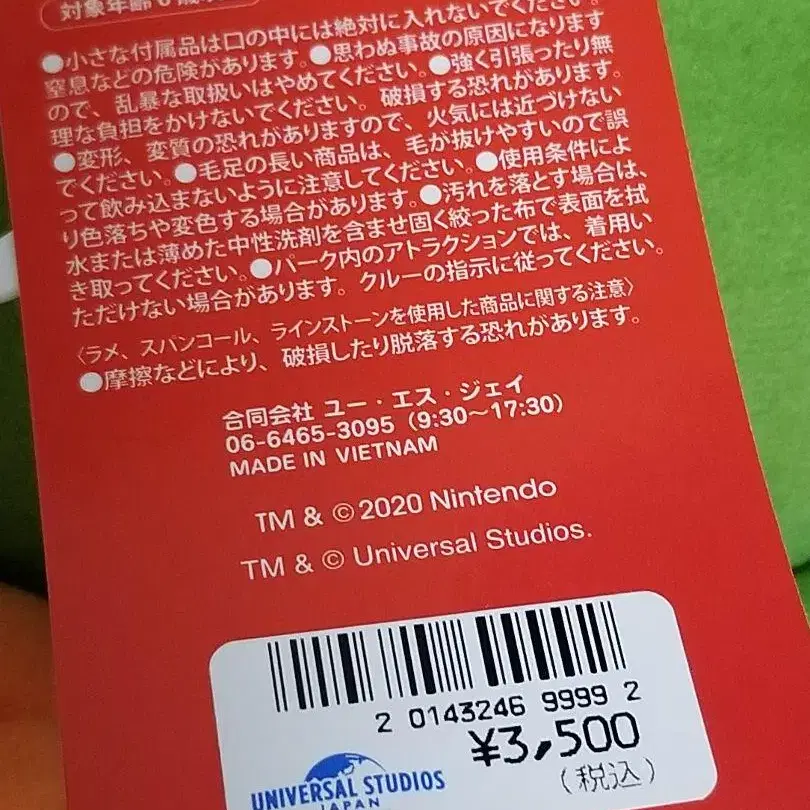 対象年齢6歳
●小さな付属品は口の中には絶対に入れないでください。
窒息などの危険があります。●思わぬ事故の原因になります
ので、乱暴な取扱いはやめてください。●強く引張ったり無
理な負担をかけないでください。破損する恐れがあります。
●変形、変質の恐れがありますので、火気には近づけない
でください。●毛足の長い商品は、毛が抜けやすいので誤
って飲み込まないように注意してください。●使用条件によ
り色落ちや変色する場合があります。●汚れを落とす場合は、
水または薄めた中性洗剤を含ませ固く絞った布で表面を拭
き取ってください。●パーク内のアトラクションでは、着用い
ただけない場合があります。クルーの指示に従ってください。
〈ラメ、スパンコール、ラインストーンを使用した商品に関する注意〉
●摩擦などにより、破損したり脱落する恐れがあります。
合同会社 ユー・エス・ジェイ
06-6465-3095（9:30～17:30）
MADE IN VIETNAM
TM & © 2020 Nintendo
TM & © Universal Studios.
2 0143246 9999 2
¥3,500
（税込）
UNIVERSAL STUDIOS
JAPAN